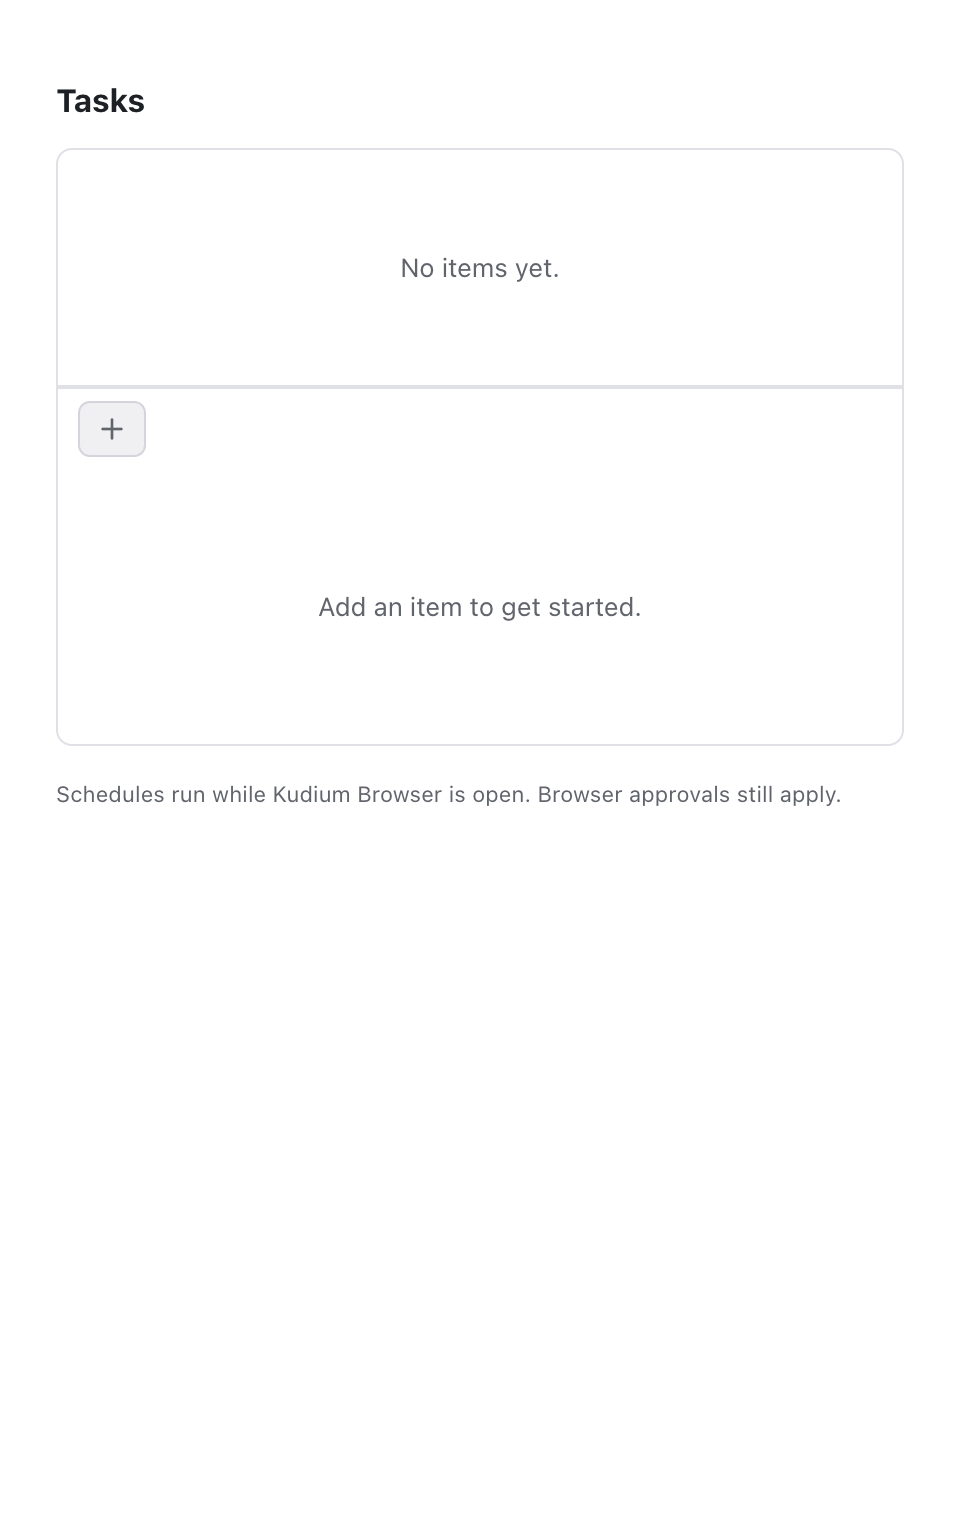 Tasks
No items yet.
+
Add an item to get started.
Schedules run while Kudium Browser is open. Browser approvals still apply.